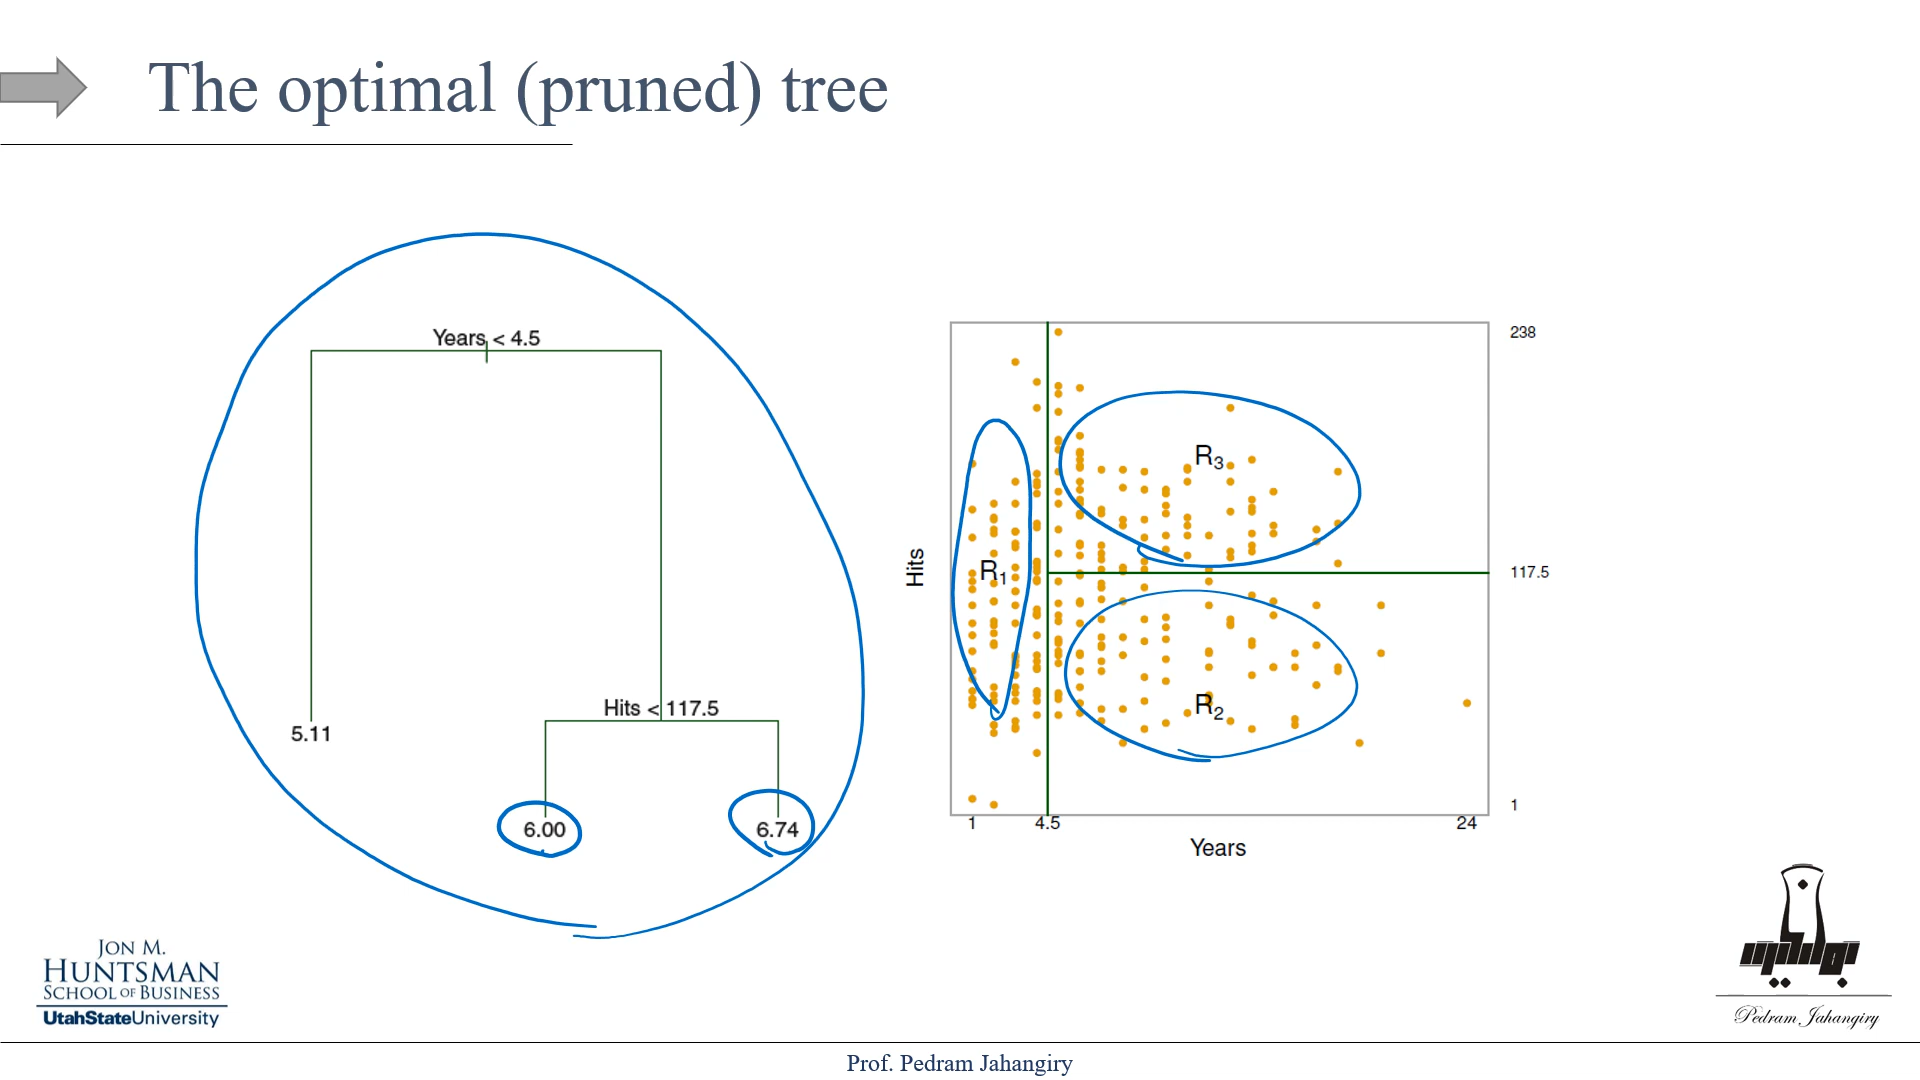 The optimal (pruned) tree
Years < 4.5
5.11
Hits < 117.5
6.00
6.74
Hits
R1
R3
R2
238
117.5
1
1
4.5
24
Years
JON M.
HUNTSMAN
SCHOOL OF BUSINESS
UtahStateUniversity
Pedram Jahangiry
Prof. Pedram Jahangiry